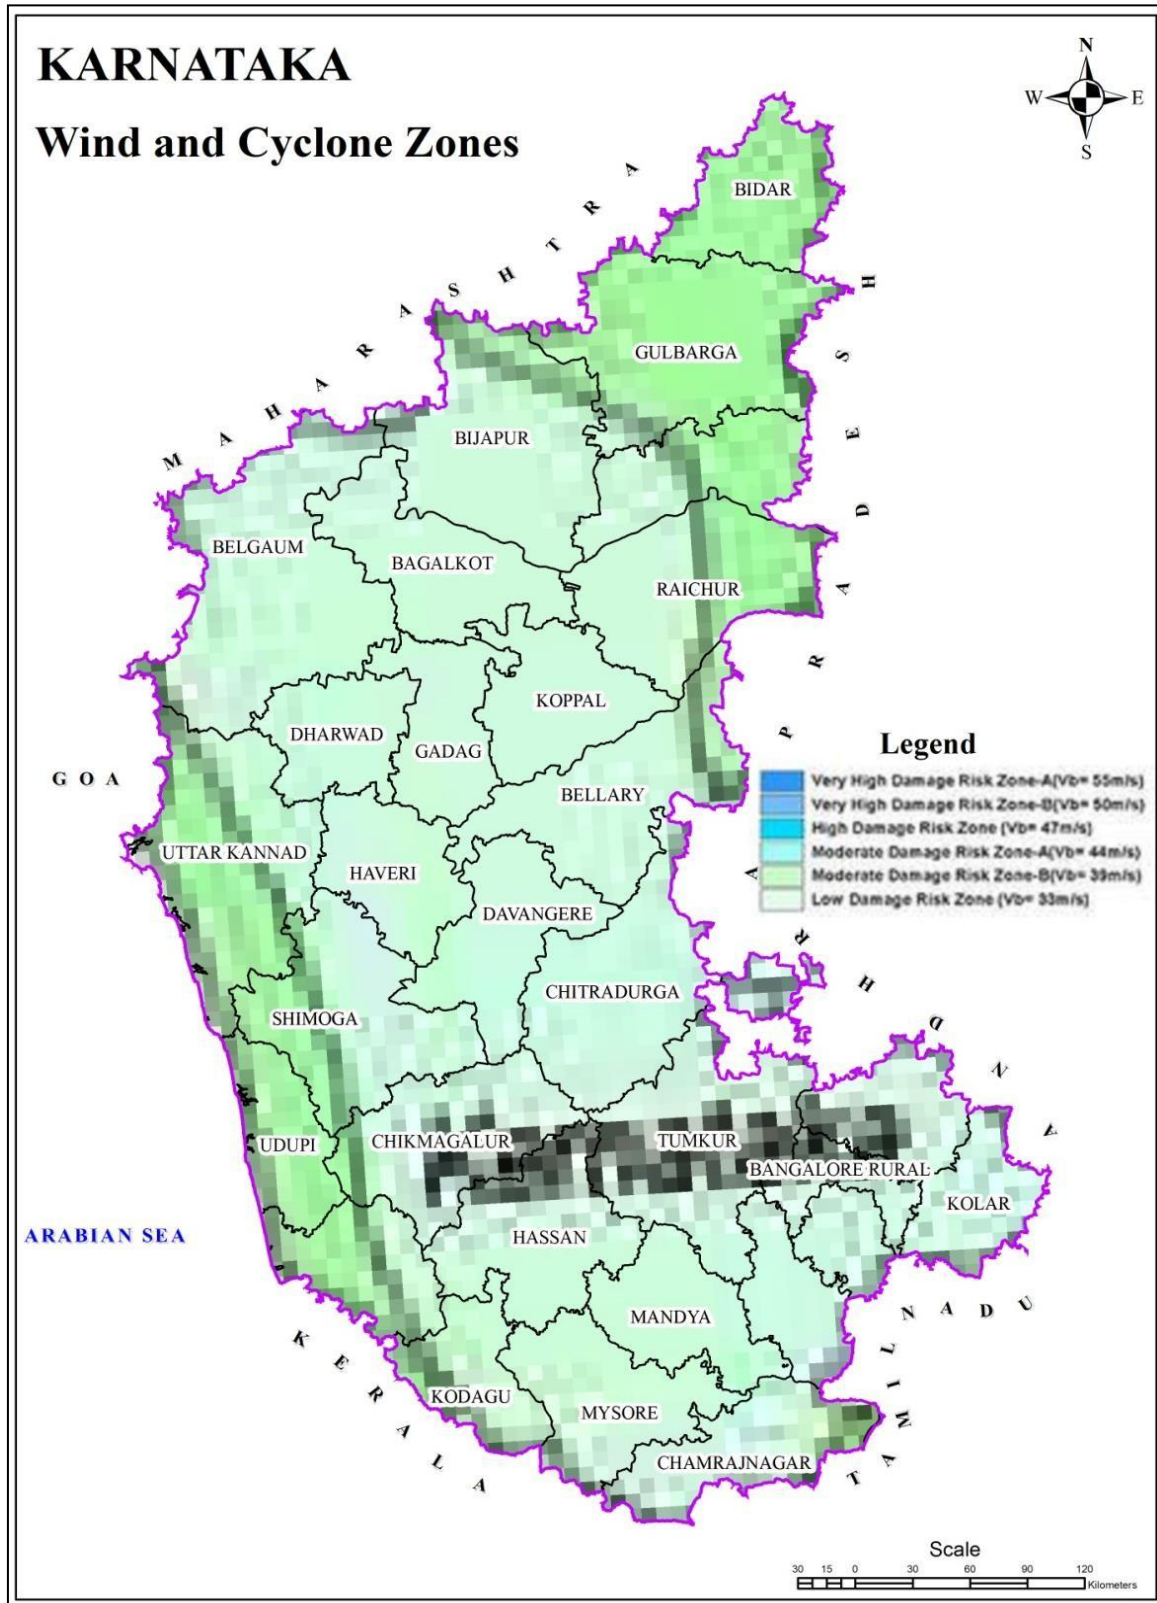 KARNATAKA
Wind and Cyclone Zones
N
W E
S
MAHARASHTRA
BIDAR
GULBARGA
BIJAPUR
BELGAUM
BAGALKOT
RAICHUR
ANDHRA PRADESH
KOPPAL
DHARWAD
GADAG
GOA
BELLARY
Legend
Very High Damage Risk Zone-A(Vb= 55m/s)
Very High Damage Risk Zone-B(Vb= 50m/s)
High Damage Risk Zone (Vb= 47m/s)
Moderate Damage Risk Zone-A(Vb= 44m/s)
Moderate Damage Risk Zone-B(Vb= 39m/s)
Low Damage Risk Zone (Vb= 33m/s)
UTTAR KANNAD
HAVERI
DAVANGERE
CHITRADURGA
SHIMOGA
UDUPI
CHIKMAGALUR
TUMKUR
BANGALORE RURAL
KOLAR
ARABIAN SEA
HASSAN
MANDYA
KERALA
TAMILNADU
KODAGU
MYSORE
CHAMRAJNAGAR
Scale
30 15 0 30 60 90 120
Kilometers